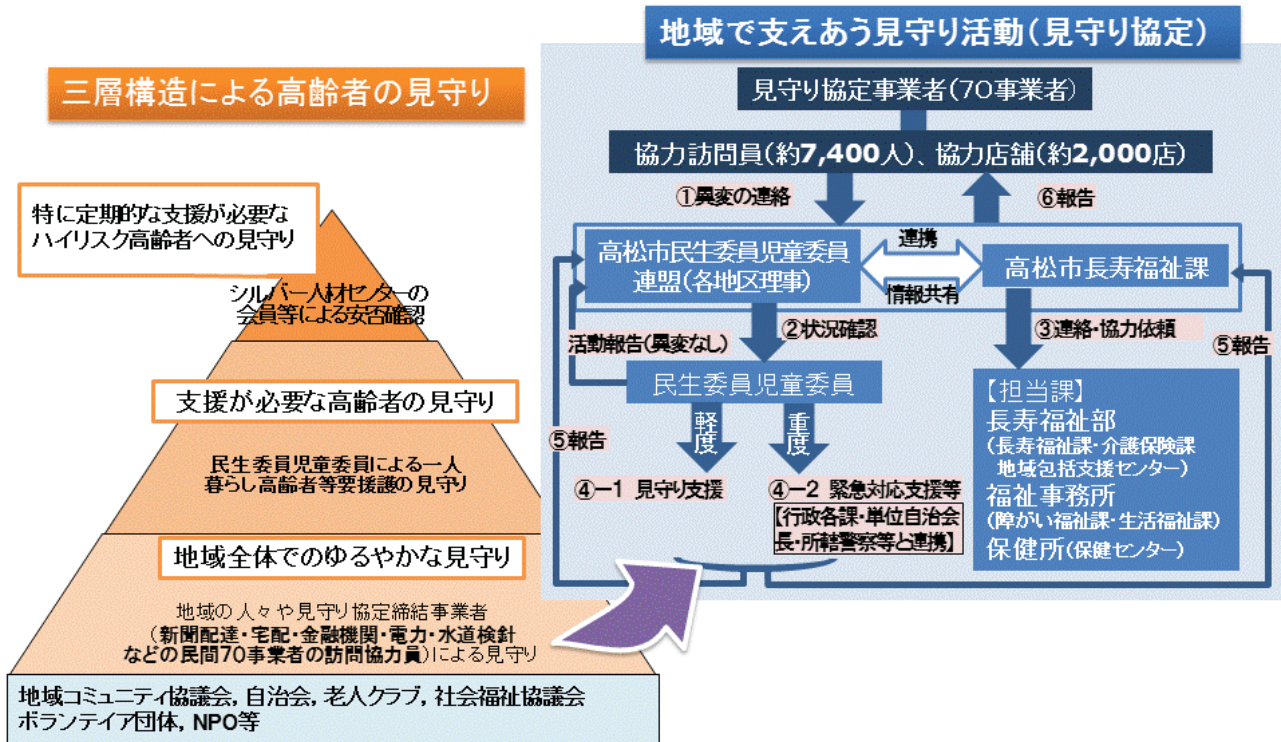 三層構造による高齢者の見守り
特に定期的な支援が必要な
ハイリスク高齢者への見守り
シルバー人材センターの
会員等による安否確認
支援が必要な高齢者の見守り
民生委員児童委員による一人
暮らし高齢者等要援護の見守り
地域全体でのゆるやかな見守り
地域の人々や見守り協定締結事業者
（新聞配達・宅配・金融機関・電力・水道検針
などの民間70事業者の訪問協力員）による見守り
地域コミュニティ協議会，自治会，老人クラブ，社会福祉協議会
ボランテイア団体，NPO等
地域で支えあう見守り活動（見守り協定）
見守り協定事業者（70事業者）
協力訪問員（約7,400人）、協力店舗（約2,000店）
①異変の連絡
⑥報告
高松市民生委員児童委員
連盟（各地区理事）
連携
情報共有
高松市長寿福祉課
活動報告（異変なし）
②状況確認
③連絡・協力依頼
⑤報告
民生委員児童委員
軽度
重度
⑤報告
④－1 見守り支援
④－2 緊急対応支援等
【行政各課・単位自治会
長・所轄警察等と連携】
【担当課】
長寿福祉部
（長寿福祉課・介護保険課
地域包括支援センター）
福祉事務所
（障がい福祉課・生活福祉課）
保健所（保健センター）